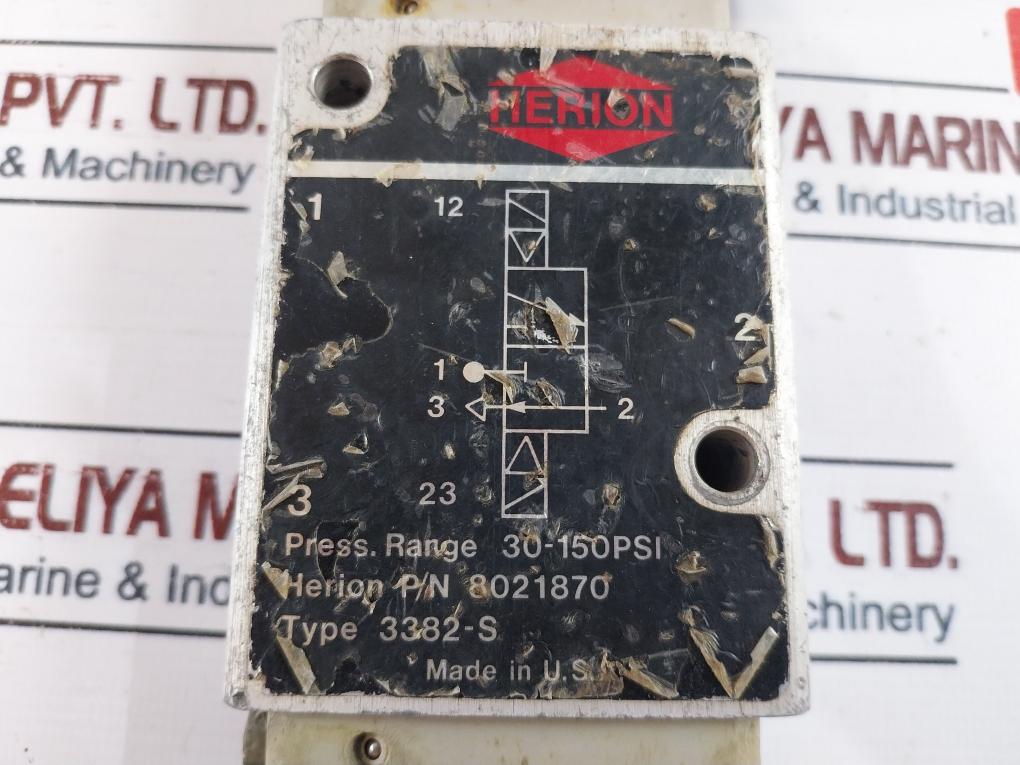 PVT. LTD.
& Machinery
HERION
YA MARIN
& Industrial
1
12
2
1
3
2
23
3
Press. Range 30-150PSI
Herion P/N 8021870
Type 3382-S
Made in U.S.
ELIYA M
arine & Ind
LTD.
chinery